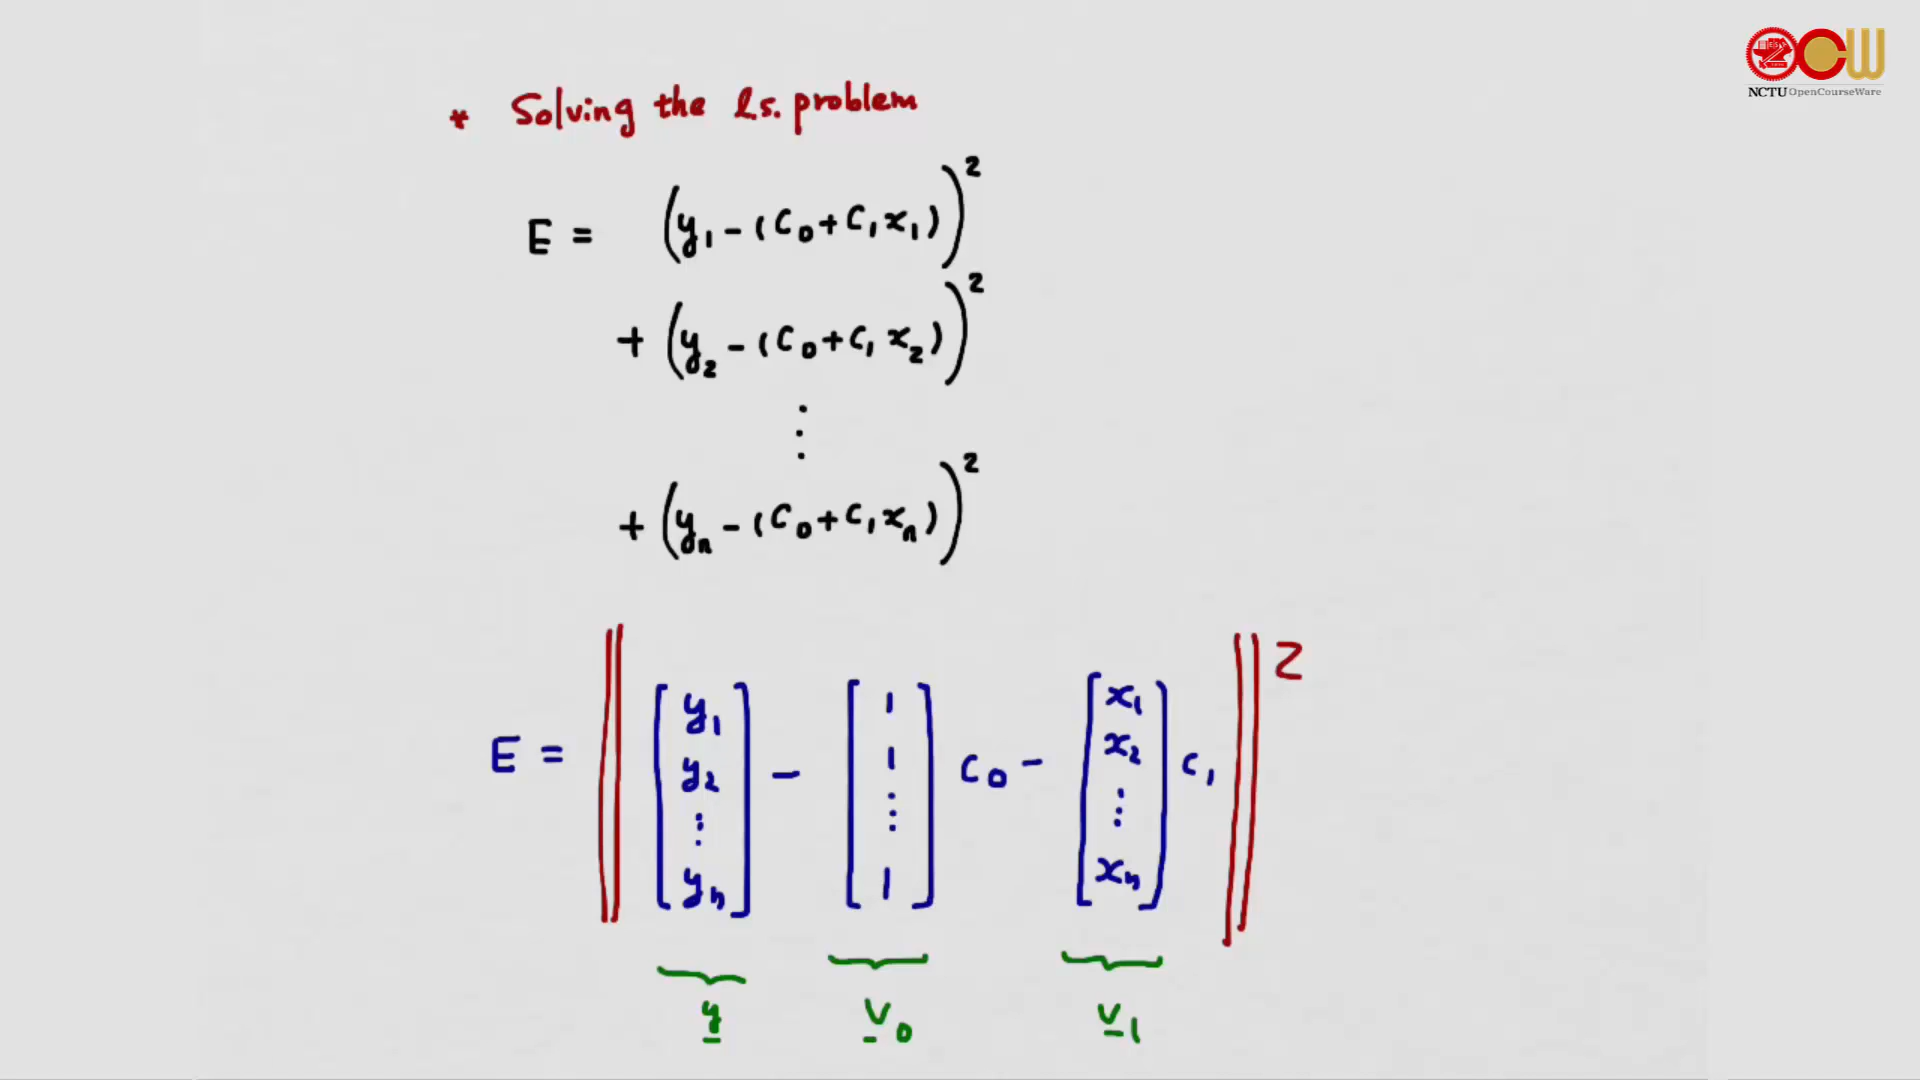 NCTU OpenCourseWare
* Solving the l.s. problem
E = (y₁ - (C₀ + C₁x₁))²
+ (y₂ - (C₀ + C₁x₂))²
⋮
+ (yₙ - (C₀ + C₁xₙ))²
E = ‖ [y₁ y₂ ⋮ yₙ] - [1 1 ⋮ 1] C₀ - [x₁ x₂ ⋮ xₙ] C₁ ‖²
y V₀ V₁